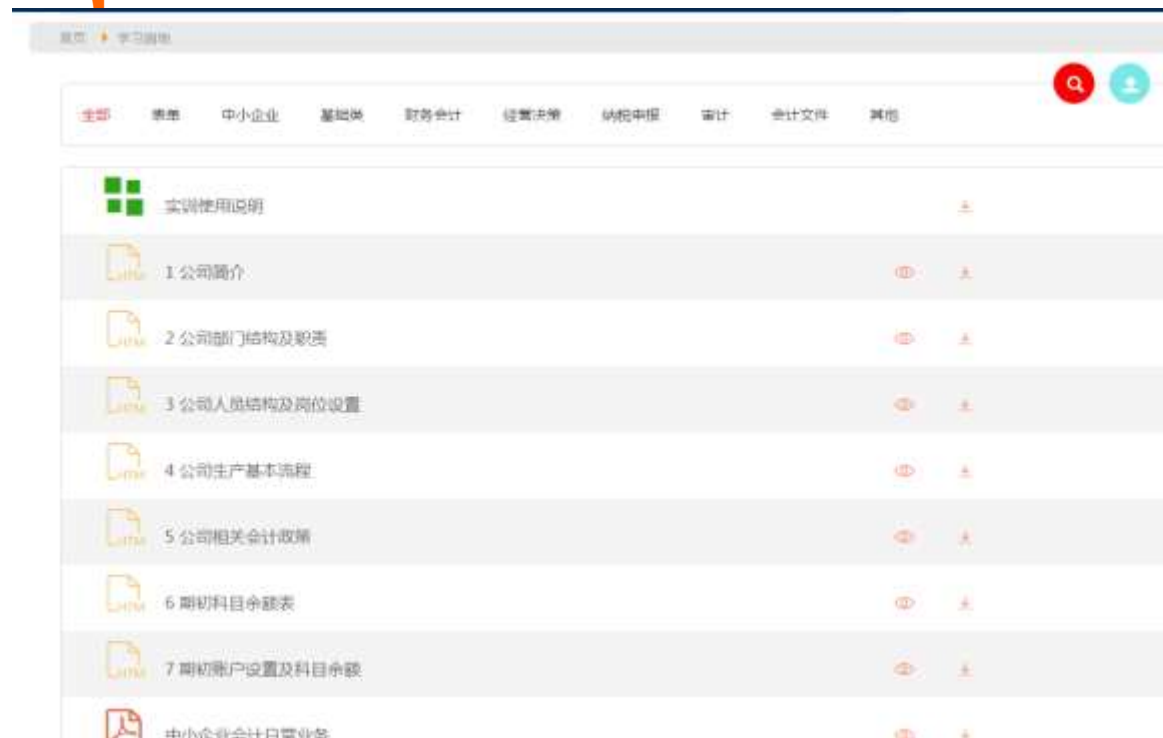 首页 学习园地
全部 表单 中小企业 基础类 财务会计 经营决策 纳税申报 审计 会计文件 其他
实训使用说明
1 公司简介
2 公司部门结构及职责
3 公司人员结构及岗位设置
4 公司生产基本流程
5 公司相关会计政策
6 期初科目余额表
7 期初账户设置及科目余额
中小企业会计日常业务